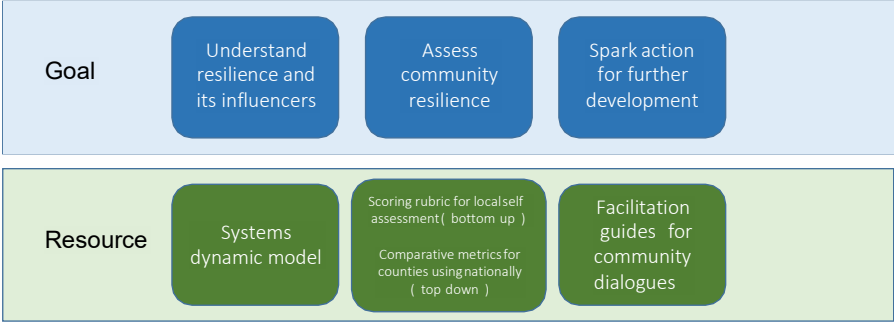 Goal
Understand
resilience and
its influencers
Assess
community
resilience
Spark action
for further
development
Resource
Systems
dynamic model
Scoring rubric for local self
assessment ( bottom up )
Comparative metrics for
counties using nationally
( top down )
Facilitation
guides for
community
dialogues